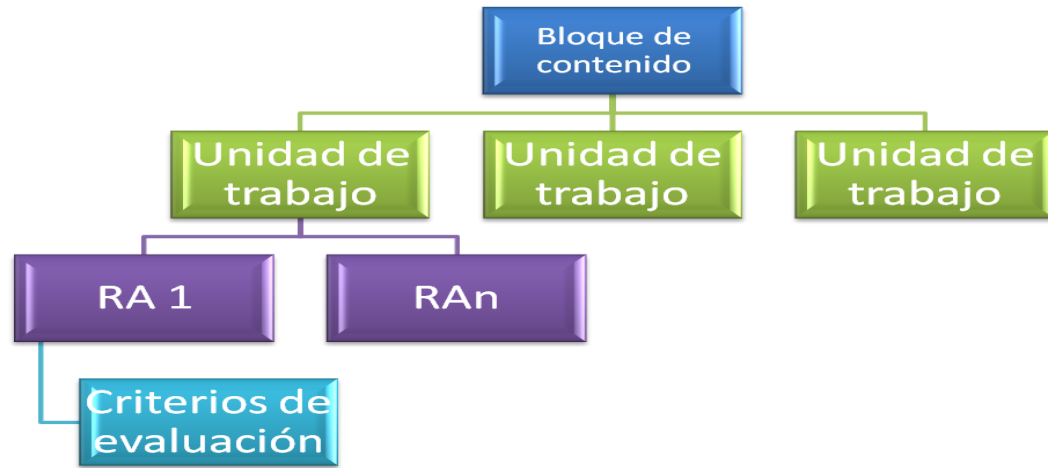 Bloque de
contenido
Unidad de
trabajo
Unidad de
trabajo
Unidad de
trabajo
RA 1
RAn
Criterios de
evaluación